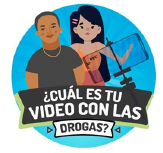 ¿CUÁL ES TU
VIDEO CON LAS
DROGAS?